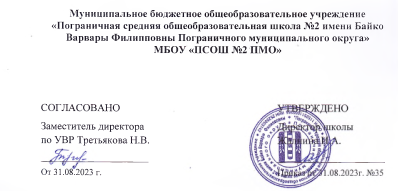 Муниципальное бюджетное общеобразовательное учреждение
«Пограничная средняя общеобразовательная школа №2 имени Байко
Варвары Филипповны Пограничного муниципального округа»
МБОУ «ПСОШ №2 ПМО»
СОГЛАСОВАНО
УТВЕРЖДЕНО
Заместитель директора
Директор школы
по УВР Третьякова Н.В.
От 31.08.2023 г.
Приказ от 31.08.2023г. №35